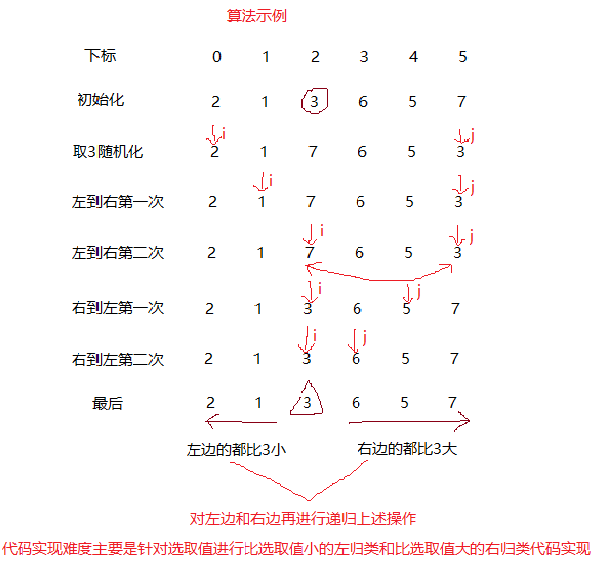 算法示例
下标 0 1 2 3 4 5
初始化 2 1 3 6 5 7
i j
取3 随机化 2 1 7 6 5 3
i j
左到右第一次 2 1 7 6 5 3
i j
左到右第二次 2 1 7 6 5 3
i j
右到左第一次 2 1 3 6 5 7
i j
右到左第二次 2 1 3 6 5 7
最后 2 1 3 6 5 7
左边的都比3小 右边的都比3大
对左边和右边再进行递归上述操作
代码实现难度主要是针对选取值进行比选取值小的左归类和比选取值大的右归类代码实现